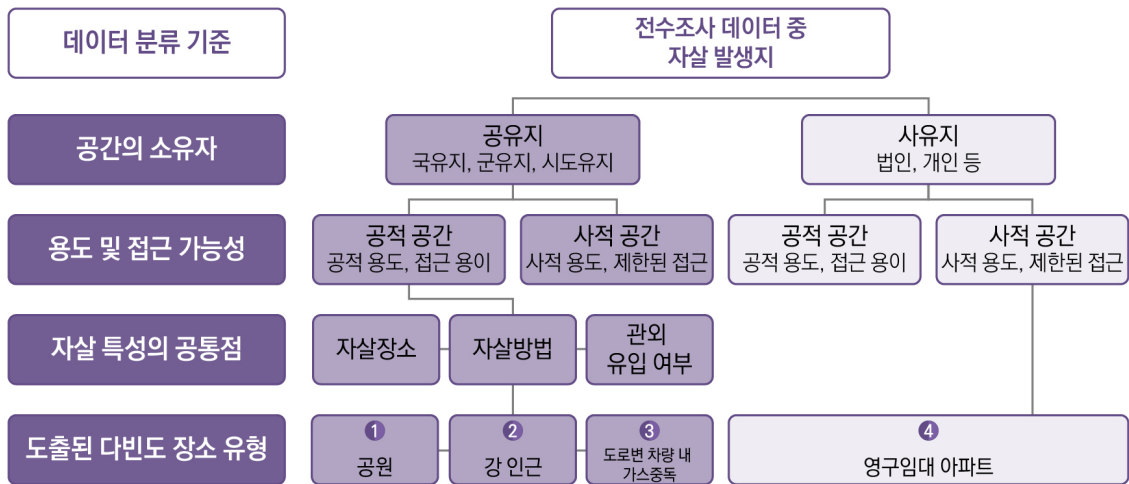 데이터 분류 기준
전수조사 데이터 중
자살 발생지
공간의 소유자
공유지
국유지, 군유지, 시도유지
사유지
법인, 개인 등
용도 및 접근 가능성
공적 공간
공적 용도, 접근 용이
사적 공간
사적 용도, 제한된 접근
공적 공간
공적 용도, 접근 용이
사적 공간
사적 용도, 제한된 접근
자살 특성의 공통점
자살장소
자살방법
관외
유입 여부
도출된 다빈도 장소 유형
1
공원
2
강 인근
3
도로변 차량 내
가스중독
4
영구임대 아파트